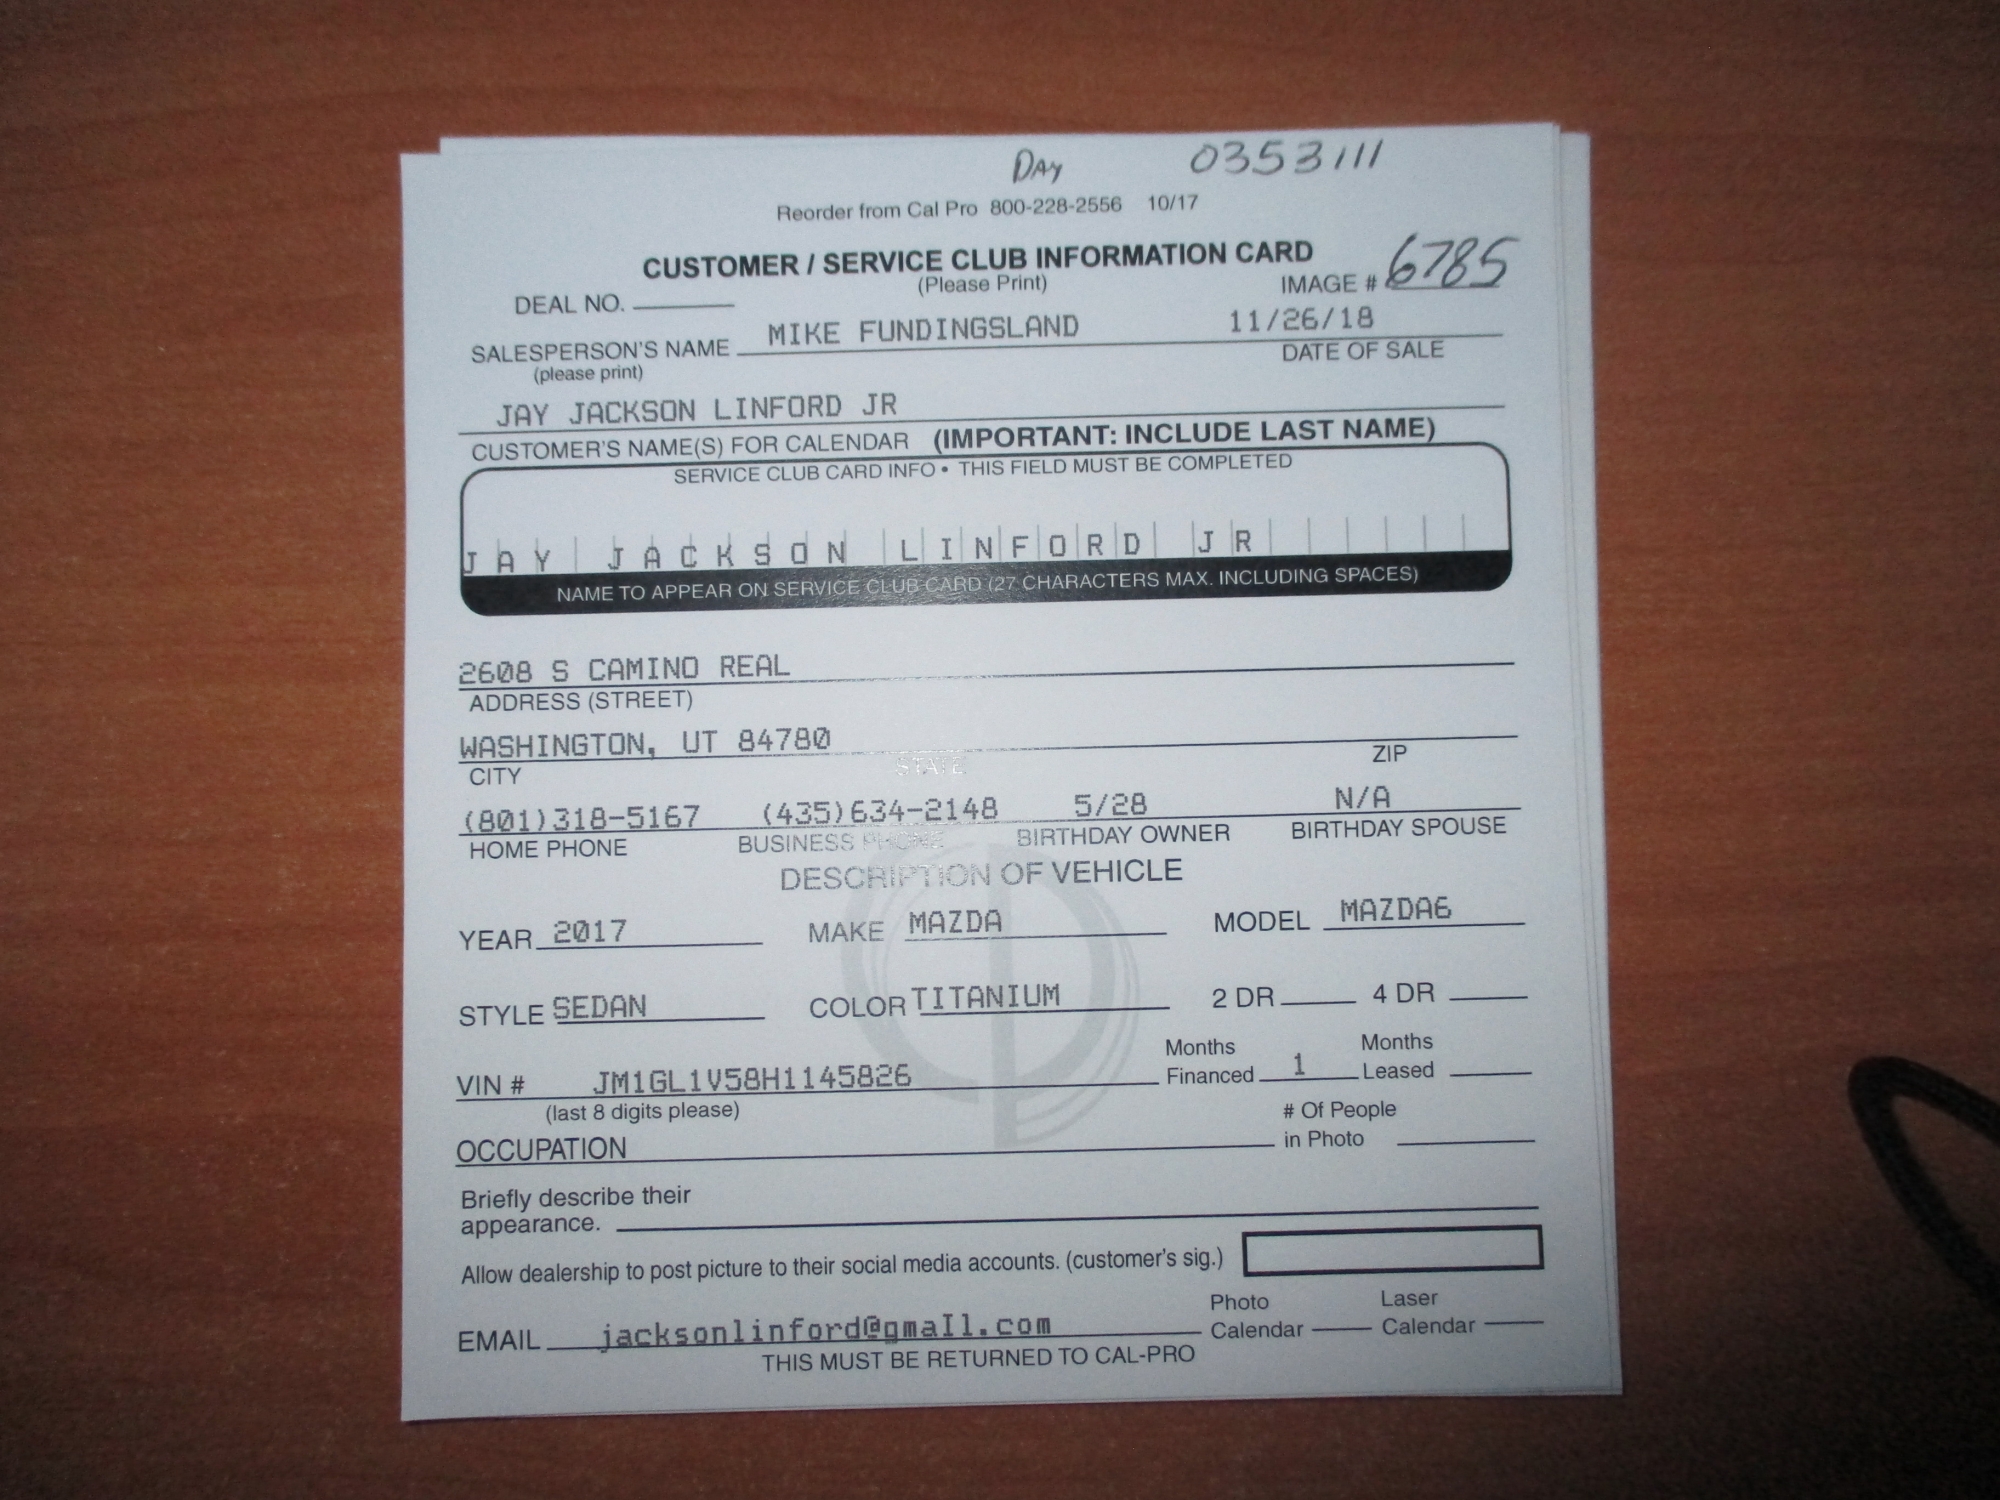 DAY 0353111
Reorder from Cal Pro 800-228-2556 10/17
CUSTOMER / SERVICE CLUB INFORMATION CARD
(Please Print)
IMAGE # 6785
DEAL NO.
MIKE FUNDINGSLAND 11/26/18
SALESPERSON'S NAME DATE OF SALE
(please print)
JAY JACKSON LINFORD JR
CUSTOMER'S NAME(S) FOR CALENDAR (IMPORTANT: INCLUDE LAST NAME)
SERVICE CLUB CARD INFO • THIS FIELD MUST BE COMPLETED
JAY JACKSON LINFORD JR
NAME TO APPEAR ON SERVICE CLUB CARD (27 CHARACTERS MAX. INCLUDING SPACES)
2608 S CAMINO REAL
ADDRESS (STREET)
WASHINGTON, UT 84780
CITY STATE ZIP
(801)318-5167 (435)634-2148 5/28 N/A
HOME PHONE BUSINESS PHONE BIRTHDAY OWNER BIRTHDAY SPOUSE
DESCRIPTION OF VEHICLE
YEAR 2017 MAKE MAZDA MODEL MAZDA6
STYLE SEDAN COLOR TITANIUM 2 DR 4 DR
Months Months
VIN # JM1GL1V58H1145826 Financed 1 Leased
(last 8 digits please) # Of People
OCCUPATION in Photo
Briefly describe their
appearance.
Allow dealership to post picture to their social media accounts. (customer's sig.)
Photo Laser
EMAIL jacksonlinford@gmaIl.com Calendar Calendar
THIS MUST BE RETURNED TO CAL-PRO